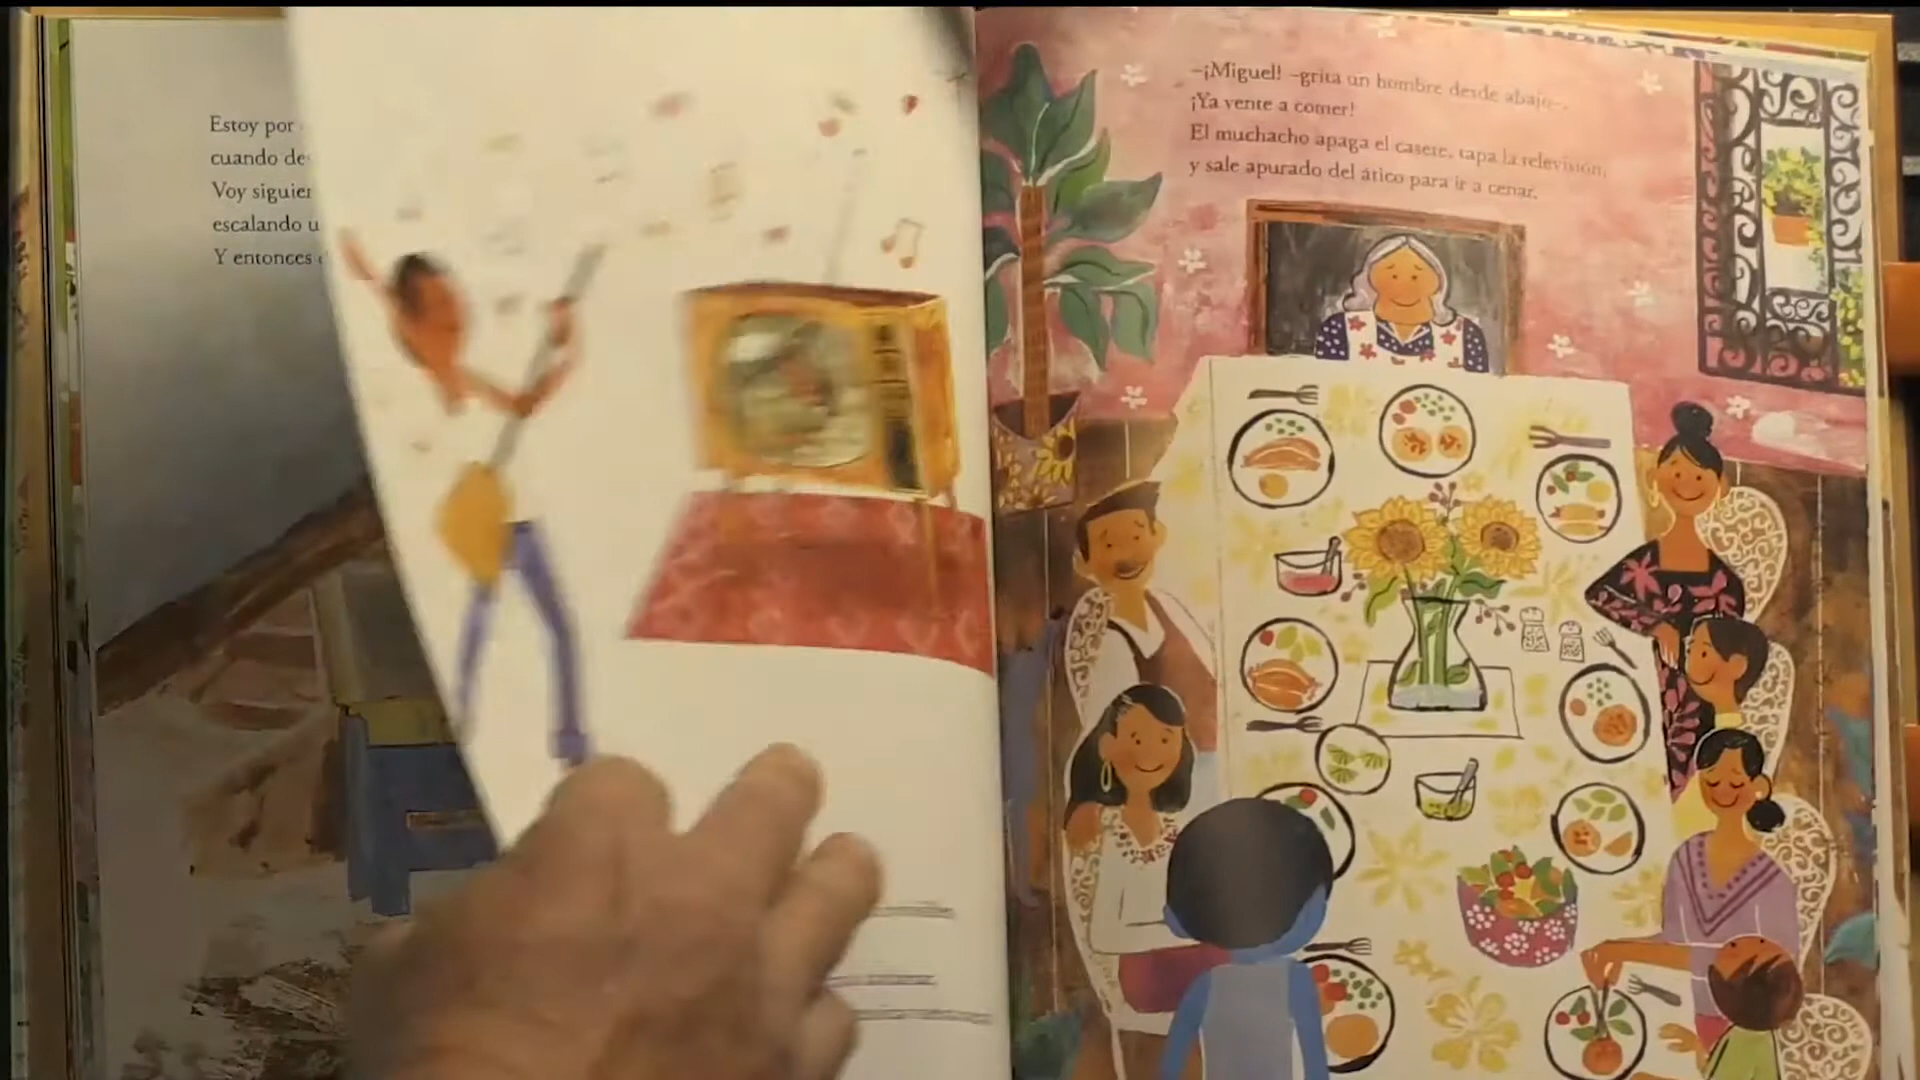 Estoy por
cuando de
Voy siguien
escalando u
Y entonces
–¡Miguel! –grita un hombre desde abajo–.
¡Ya vente a comer!
El muchacho apaga el casete, tapa la televisión,
y sale apurado del ático para ir a cenar.